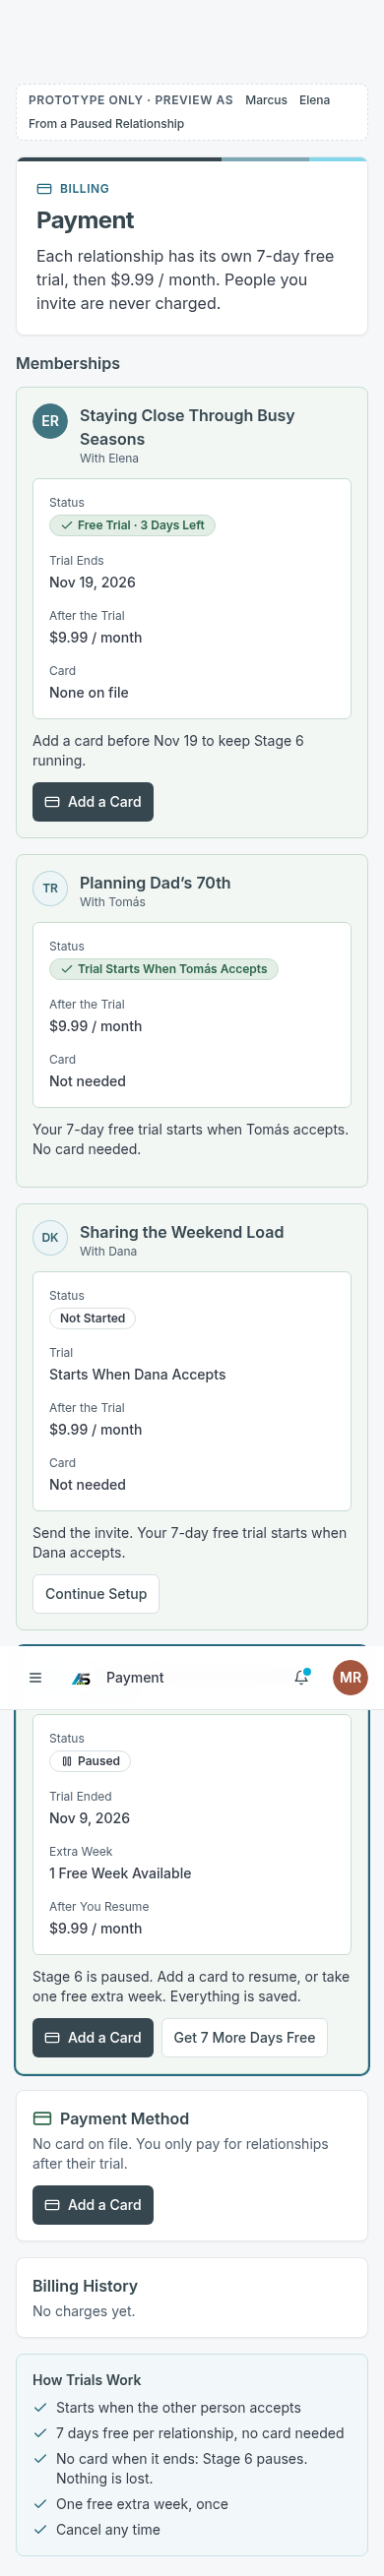 PROTOTYPE ONLY · PREVIEW AS Marcus Elena
From a Paused Relationship
BILLING
Payment
Each relationship has its own 7-day free
trial, then $9.99 / month. People you
invite are never charged.
Memberships
ER
Staying Close Through Busy
Seasons
With Elena
Status
Free Trial · 3 Days Left
Trial Ends
Nov 19, 2026
After the Trial
$9.99 / month
Card
None on file
Add a card before Nov 19 to keep Stage 6
running.
Add a Card
TR
Planning Dad’s 70th
With Tomás
Status
Trial Starts When Tomás Accepts
After the Trial
$9.99 / month
Card
Not needed
Your 7-day free trial starts when Tomás accepts.
No card needed.
DK
Sharing the Weekend Load
With Dana
Status
Not Started
Trial
Starts When Dana Accepts
After the Trial
$9.99 / month
Card
Not needed
Send the invite. Your 7-day free trial starts when
Dana accepts.
Continue Setup
Payment
MR
Status
Paused
Trial Ended
Nov 9, 2026
Extra Week
1 Free Week Available
After You Resume
$9.99 / month
Stage 6 is paused. Add a card to resume, or take
one free extra week. Everything is saved.
Add a Card
Get 7 More Days Free
Payment Method
No card on file. You only pay for relationships
after their trial.
Add a Card
Billing History
No charges yet.
How Trials Work
Starts when the other person accepts
7 days free per relationship, no card needed
No card when it ends: Stage 6 pauses.
Nothing is lost.
One free extra week, once
Cancel any time